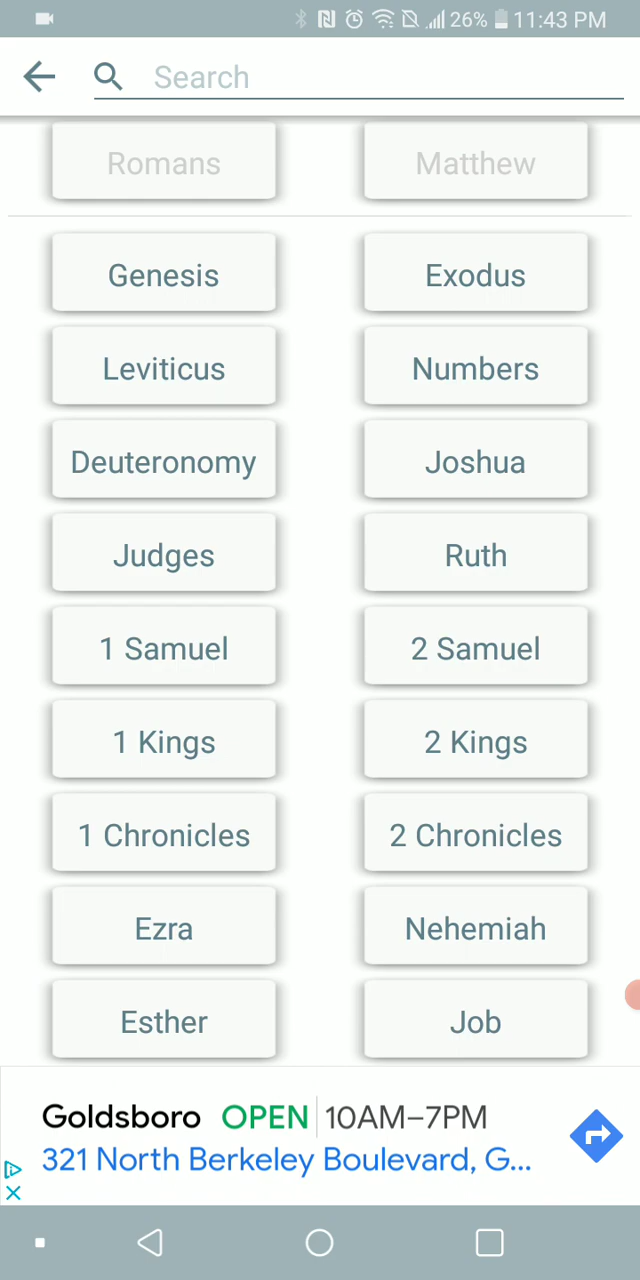 26% 11:43 PM
Search
Romans Matthew
Genesis Exodus
Leviticus Numbers
Deuteronomy Joshua
Judges Ruth
1 Samuel 2 Samuel
1 Kings 2 Kings
1 Chronicles 2 Chronicles
Ezra Nehemiah
Esther Job
Goldsboro OPEN 10AM–7PM
321 North Berkeley Boulevard, G...